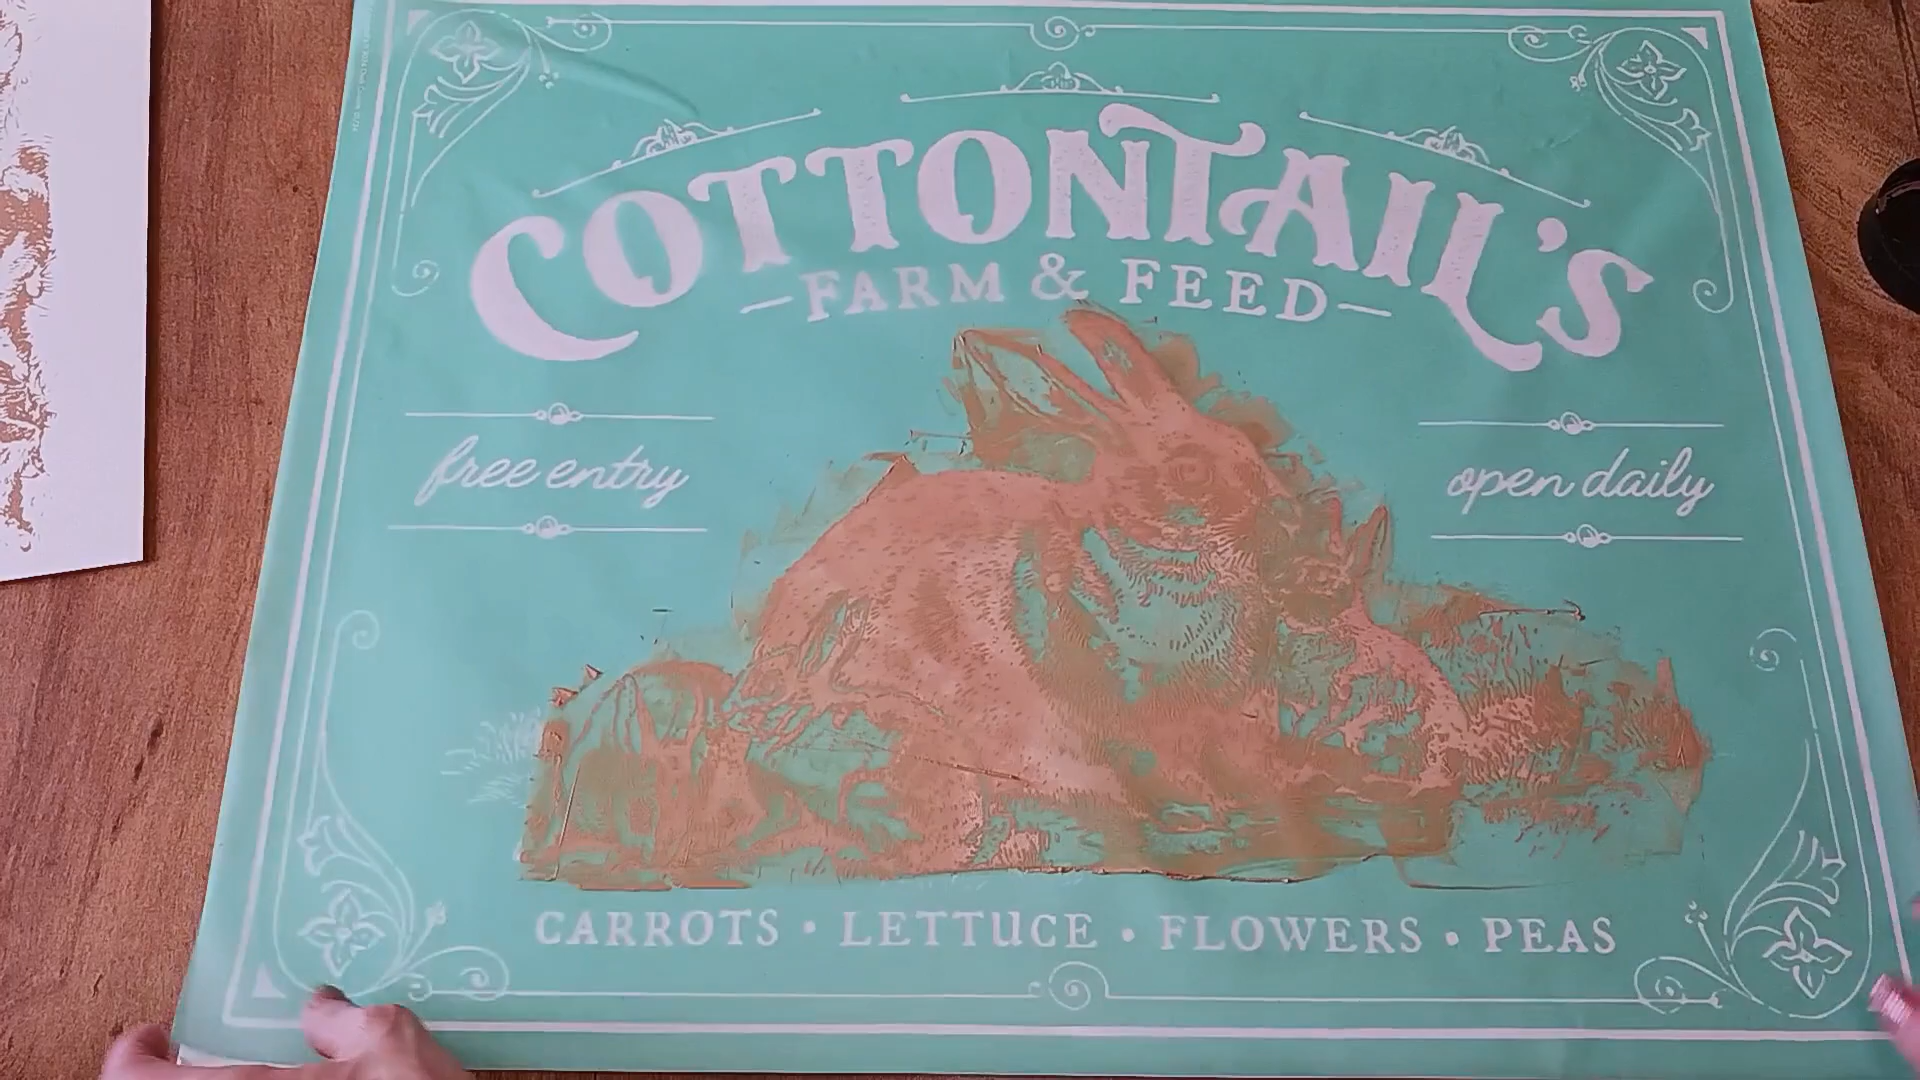 COTTONTAIL'S
FARM & FEED
free entry
open daily
CARROTS • LETTUCE • FLOWERS • PEAS